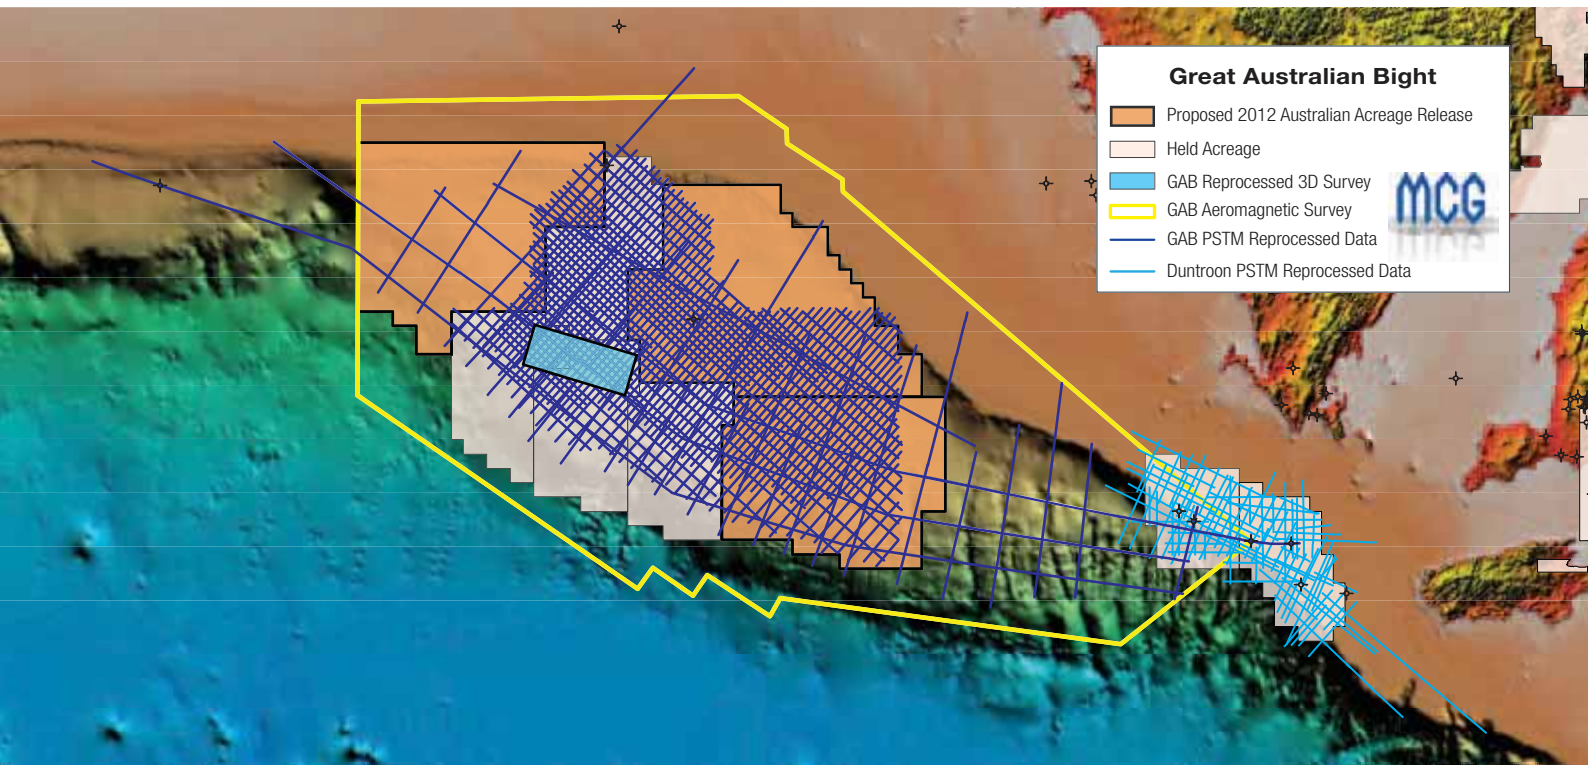 Great Australian Bight
Proposed 2012 Australian Acreage Release
Held Acreage
GAB Reprocessed 3D Survey
GAB Aeromagnetic Survey
GAB PSTM Reprocessed Data
Duntroon PSTM Reprocessed Data
MCG